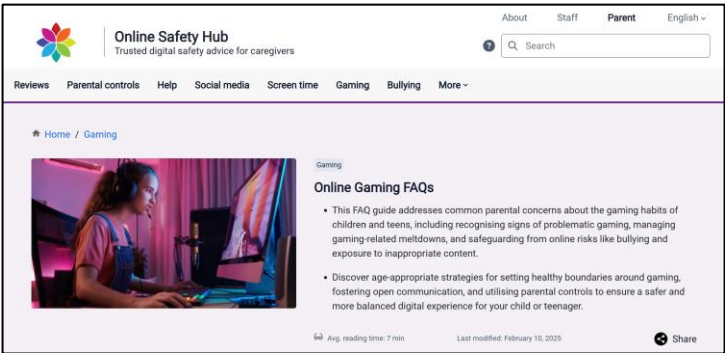 About Staff Parent English
Online Safety Hub
Trusted digital safety advice for caregivers
? Search
Reviews Parental controls Help Social media Screen time Gaming Bullying More
Home / Gaming
Gaming
Online Gaming FAQs
• This FAQ guide addresses common parental concerns about the gaming habits of
children and teens, including recognising signs of problematic gaming, managing
gaming-related meltdowns, and safeguarding from online risks like bullying and
exposure to inappropriate content.
• Discover age-appropriate strategies for setting healthy boundaries around gaming,
fostering open communication, and utilising parental controls to ensure a safer and
more balanced digital experience for your child or teenager.
Avg. reading time: 7 min Last modified: February 10, 2025 Share